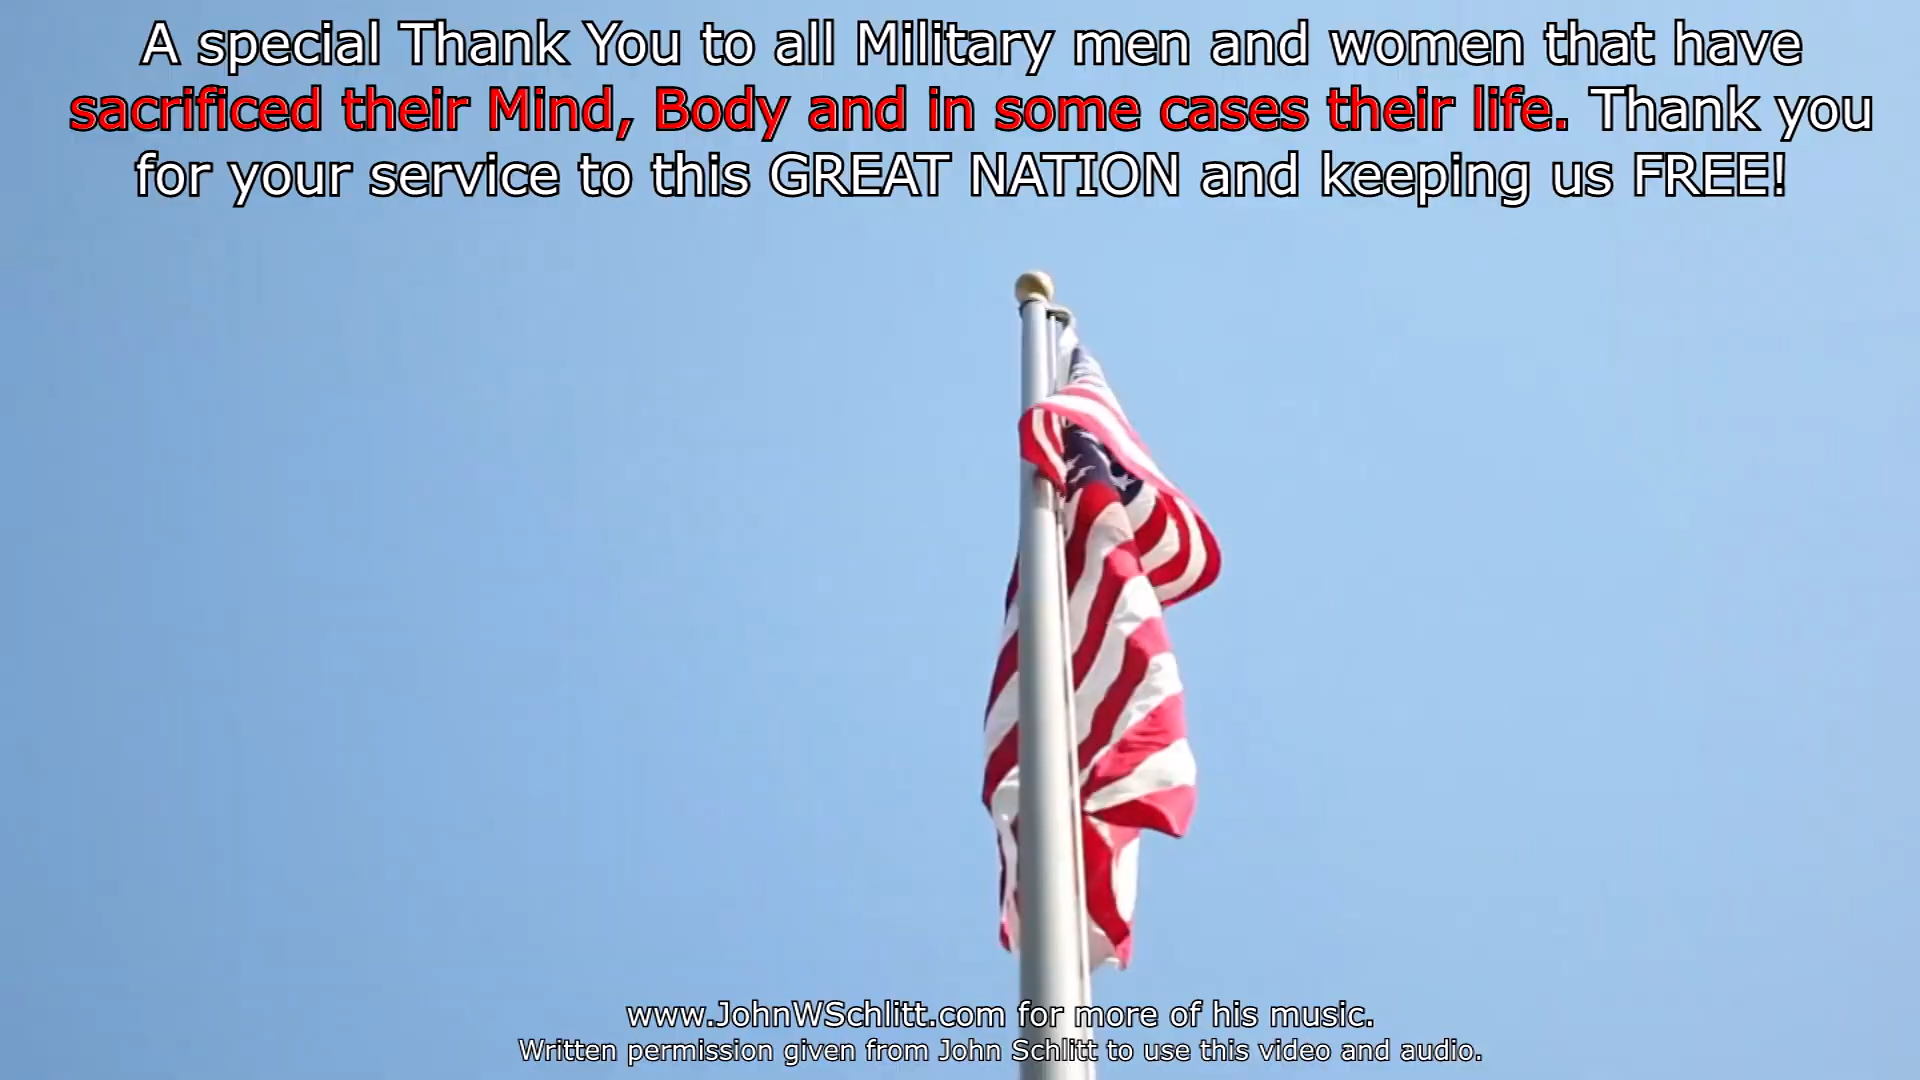 A special Thank You to all Military men and women that have
sacrificed their Mind, Body and in some cases their life. Thank you
for your service to this GREAT NATION and keeping us FREE!
www.JohnWSchlitt.com for more of his music.
Written permission given from John Schlitt to use this video and audio.